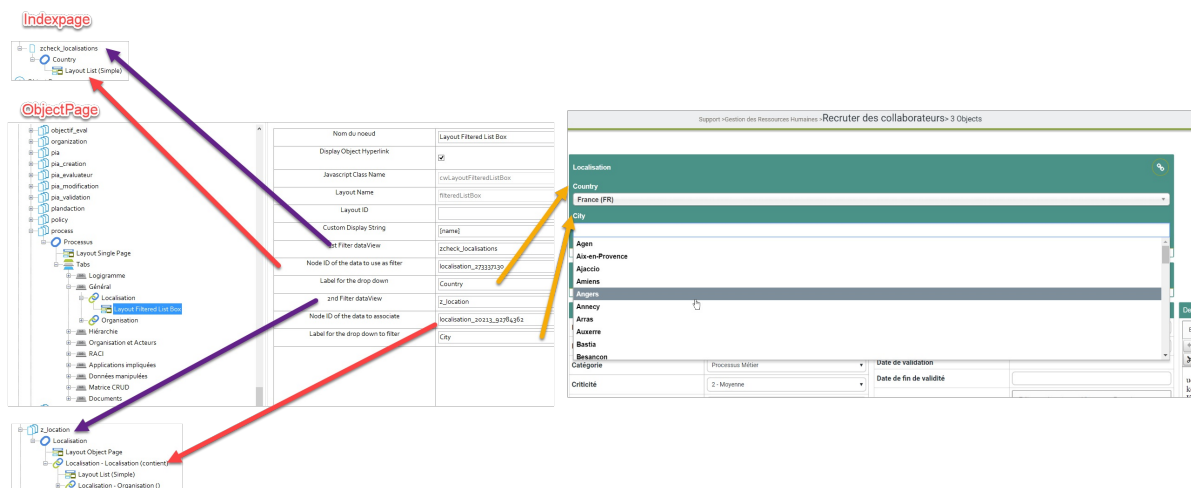 Indexpage
zcheck_localisations
Country
Layout List (Simple)
ObjectPage
objectif_eval
organization
pia
pia_creation
pia_evaluateur
pia_modification
pia_validation
plandaction
policy
process
Processus
Layout Single Page
Tabs
Logigramme
Général
Localisation
Layout Filtered List Box
Organisation
Hiérarchie
Organisation et Acteurs
RACI
Applications impliquées
Données manipulées
Matrice CRUD
Documents
Nom du noeud
Layout Filtered List Box
Display Object Hyperlink
Javascript Class Name
cwLayoutFilteredListBox
Layout Name
filteredListBox
Layout ID
Custom Display String
[name]
Filter dataView
zcheck_localisations
Node ID of the data to use as filter
localisation_273337130
Label for the drop down
Country
2nd Filter dataView
z_location
Node ID of the data to associate
localisation_20213_92784362
Label for the drop down to filter
City
z_location
Localisation
Layout Object Page
Localisation - Localisation (contient)
Layout List (Simple)
Localisation - Organisation ()
Support >Gestion des Ressources Humaines >Recruter des collaborateurs> 3 Objects
Localisation
Country
France (FR)
City
Agen
Aix-en-Provence
Ajaccio
Amiens
Angers
Annecy
Arras
Auxerre
Bastia
Besançon
Catégorie
Processus Métier
Date de validation
Criticité
2 - Moyenne
Date de fin de validité